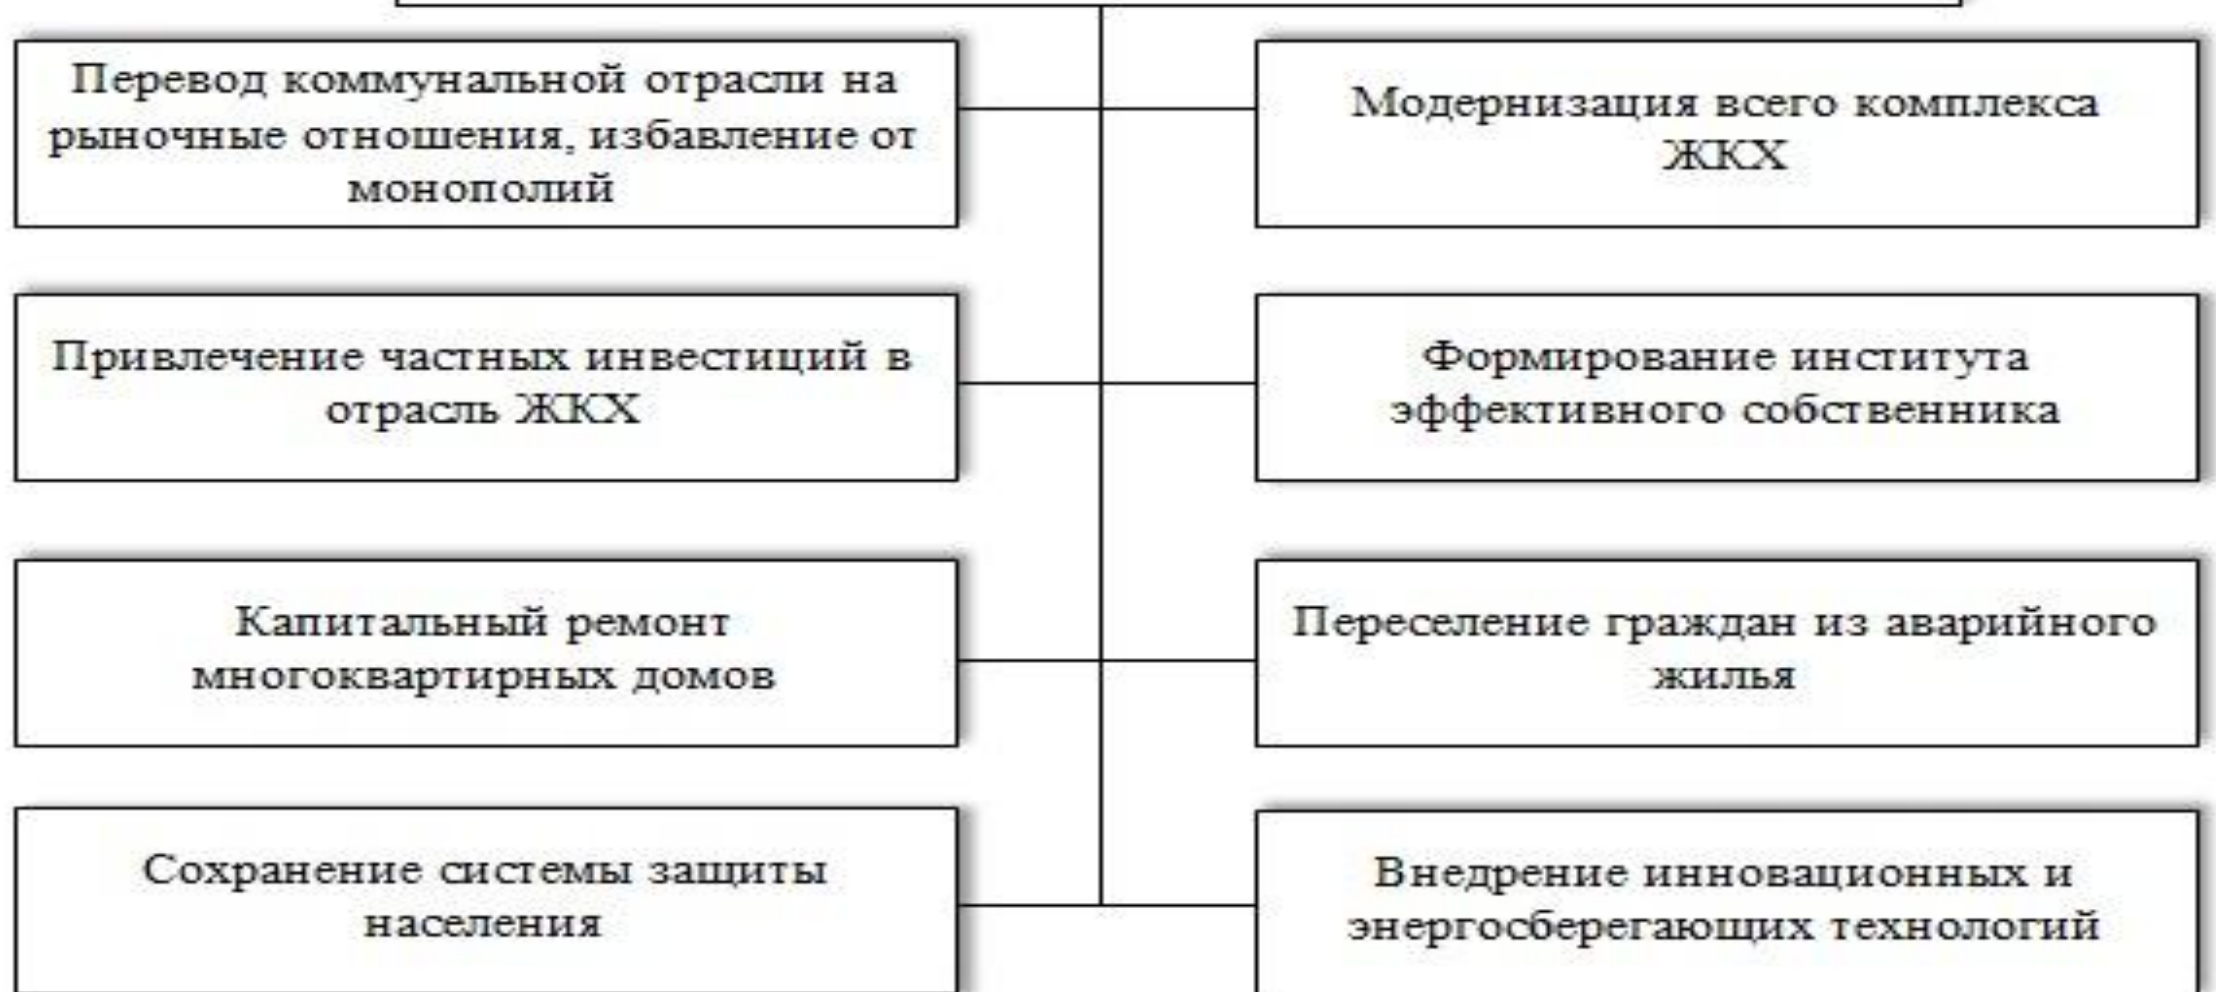 Перевод коммунальной отрасли на
рыночные отношения, избавление от
монополий
Модернизация всего комплекса
ЖКХ
Привлечение частных инвестиций в
отрасль ЖКХ
Формирование института
эффективного собственника
Капитальный ремонт
многоквартирных домов
Переселение граждан из аварийного
жилья
Сохранение системы защиты
населения
Внедрение инновационных и
энергосберегающих технологий